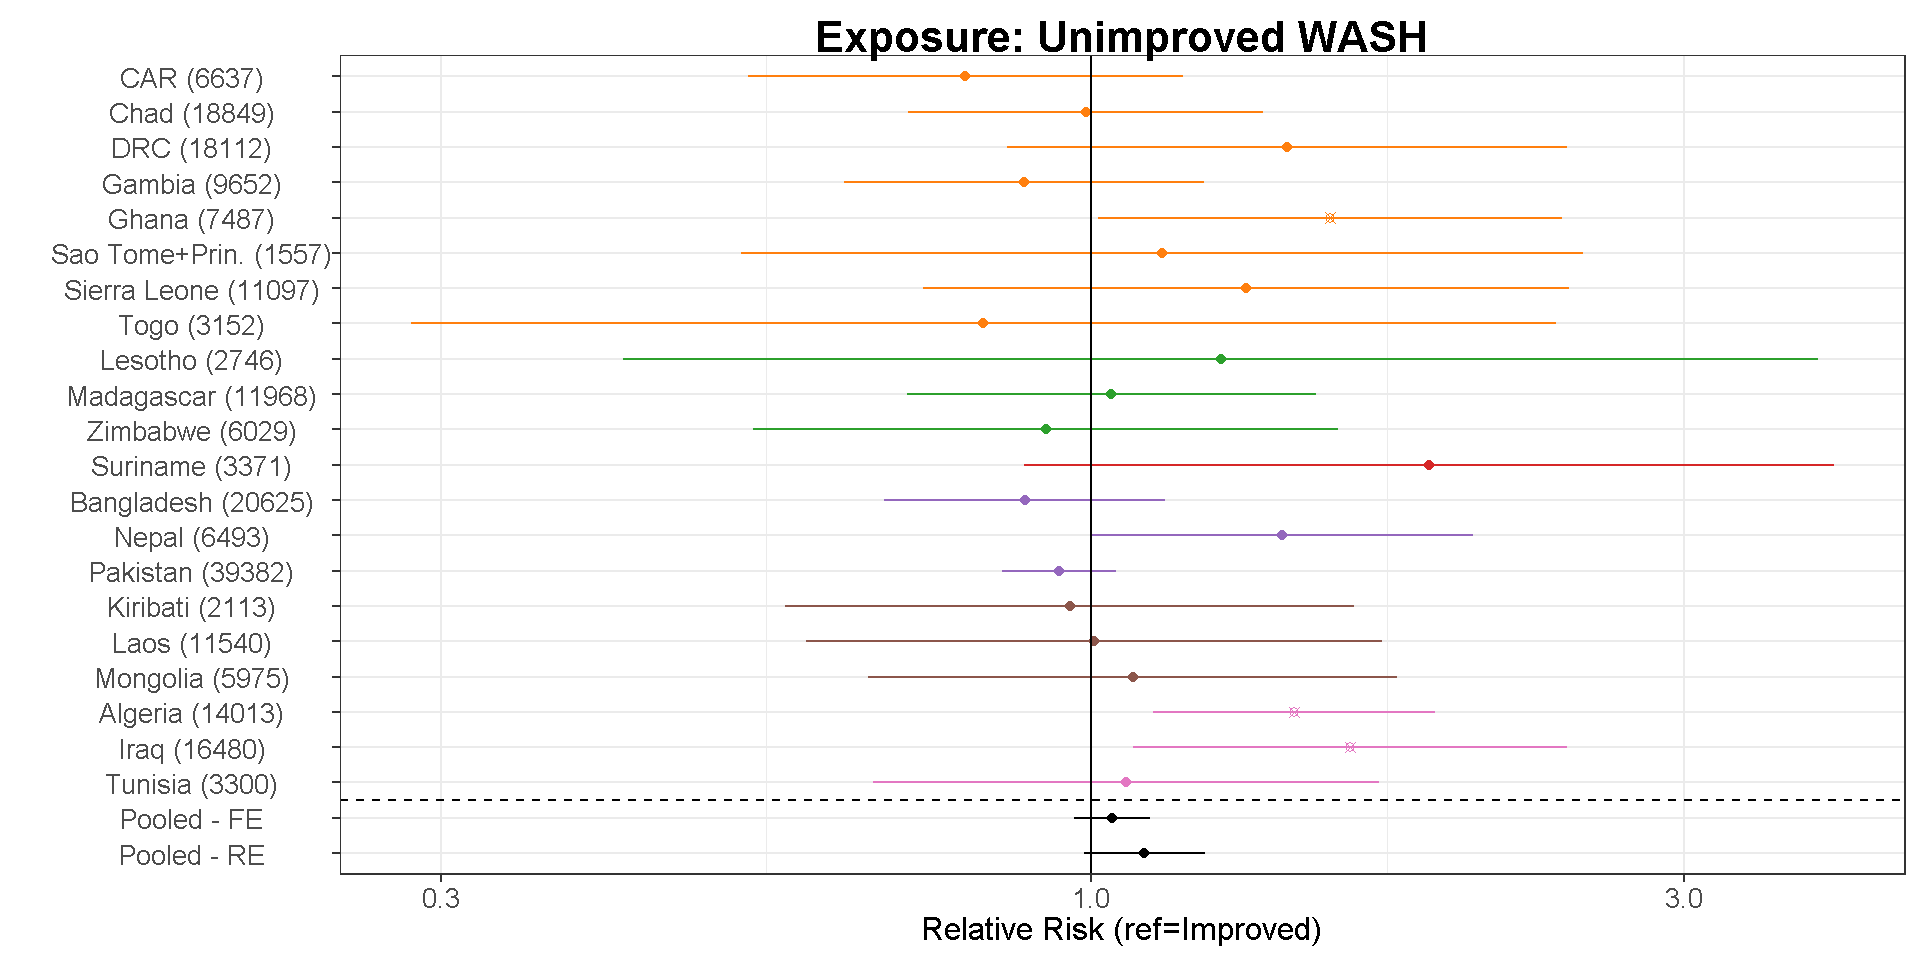 Exposure: Unimproved WASH
CAR (6637)
Chad (18849)
DRC (18112)
Gambia (9652)
Ghana (7487)
Sao Tome+Prin. (1557)
Sierra Leone (11097)
Togo (3152)
Lesotho (2746)
Madagascar (11968)
Zimbabwe (6029)
Suriname (3371)
Bangladesh (20625)
Nepal (6493)
Pakistan (39382)
Kiribati (2113)
Laos (11540)
Mongolia (5975)
Algeria (14013)
Iraq (16480)
Tunisia (3300)
Pooled - FE
Pooled - RE
0.3 1.0 3.0
Relative Risk (ref=Improved)